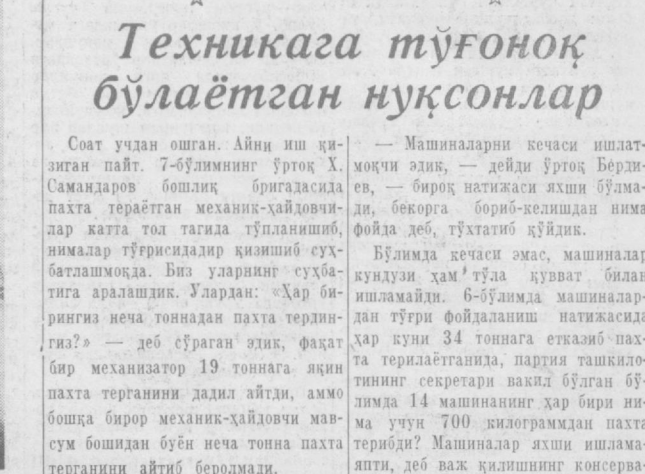 Техникага тўғоноқ
бўлаётган нуқсонлар
Соат учдан ошган. Айни иш қи-
зиган пайт. 7-бўлимнинг ўртоқ Х.
Самандаров бошлиқ бригадасида
пахта тераётган механик-ҳайдовчи-
лар катта тол тагида тўпланишиб,
нималар тўғрисидадир қизишиб суҳ-
батлашмоқда. Биз уларнинг суҳба-
тига аралашдик. Улардан: «Ҳар би-
рингиз неча тоннадан пахта тердин-
гиз?» — деб сўраган эдик, фақат
бир механизатор 19 тоннага яқин
пахта терганини дадил айтди, аммо
бошқа бирор механик-ҳайдовчи мав-
сум бошидан буён неча тонна пахта
терганини айтиб беролмади.
— Машиналарни кечаси ишлат-
моқчи эдик, — дейди ўртоқ Берди-
ев, — бироқ натижаси яхши бўлма-
ди, бекорга бориб-келишдан нима
фойда деб, тўхтатиб қўйдик.
Бўлимда кечаси эмас, машиналар
кундузи ҳам тўла қувват билан
ишламайди. 6-бўлимда машиналар-
дан тўғри фойдаланиш натижасида
ҳар куни 34 тоннага етказиб пах-
та терилаётганида, партия ташкило-
тининг секретари вакил бўлган бў-
лимда 14 машинанинг ҳар бири ни-
ма учун 700 килограммдан пахта
терибди? Машиналар яхши ишлама-
япти, деб важ қилишнинг консерва-